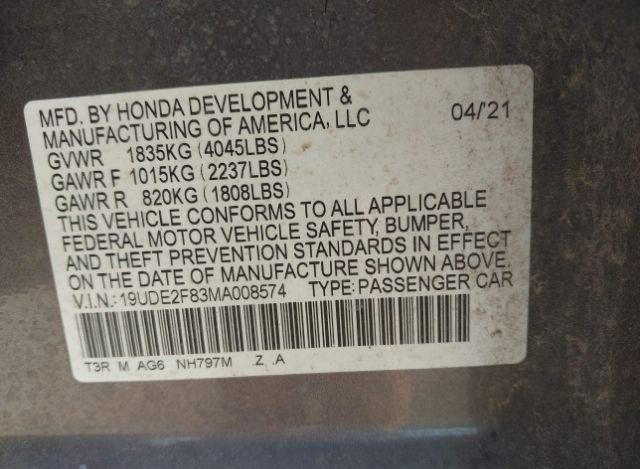 MFD. BY HONDA DEVELOPMENT &
MANUFACTURING OF AMERICA, LLC 04/'21
GVWR 1835KG (4045LBS)
GAWR F 1015KG (2237LBS)
GAWR R 820KG (1808LBS)
THIS VEHICLE CONFORMS TO ALL APPLICABLE
FEDERAL MOTOR VEHICLE SAFETY, BUMPER,
AND THEFT PREVENTION STANDARDS IN EFFECT
ON THE DATE OF MANUFACTURE SHOWN ABOVE.
V.I.N.: 19UDE2F83MA008574 TYPE: PASSENGER CAR
T3R M AG6 NH797M .Z .A